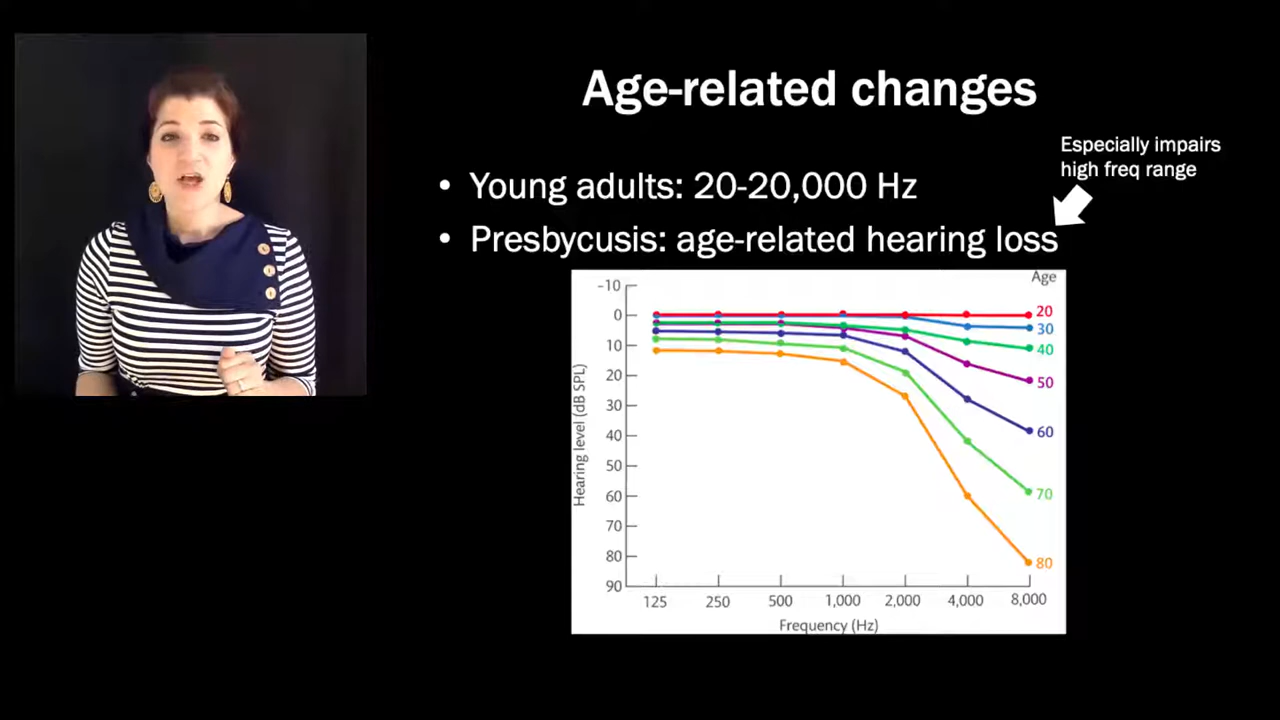 Age-related changes
Especially impairs
high freq range
• Young adults: 20-20,000 Hz
• Presbycusis: age-related hearing loss
Age
-10
0
10
20
30
40
50
60
70
80
90
Hearing level (dB SPL)
20
30
40
50
60
70
80
125 250 500 1,000 2,000 4,000 8,000
Frequency (Hz)